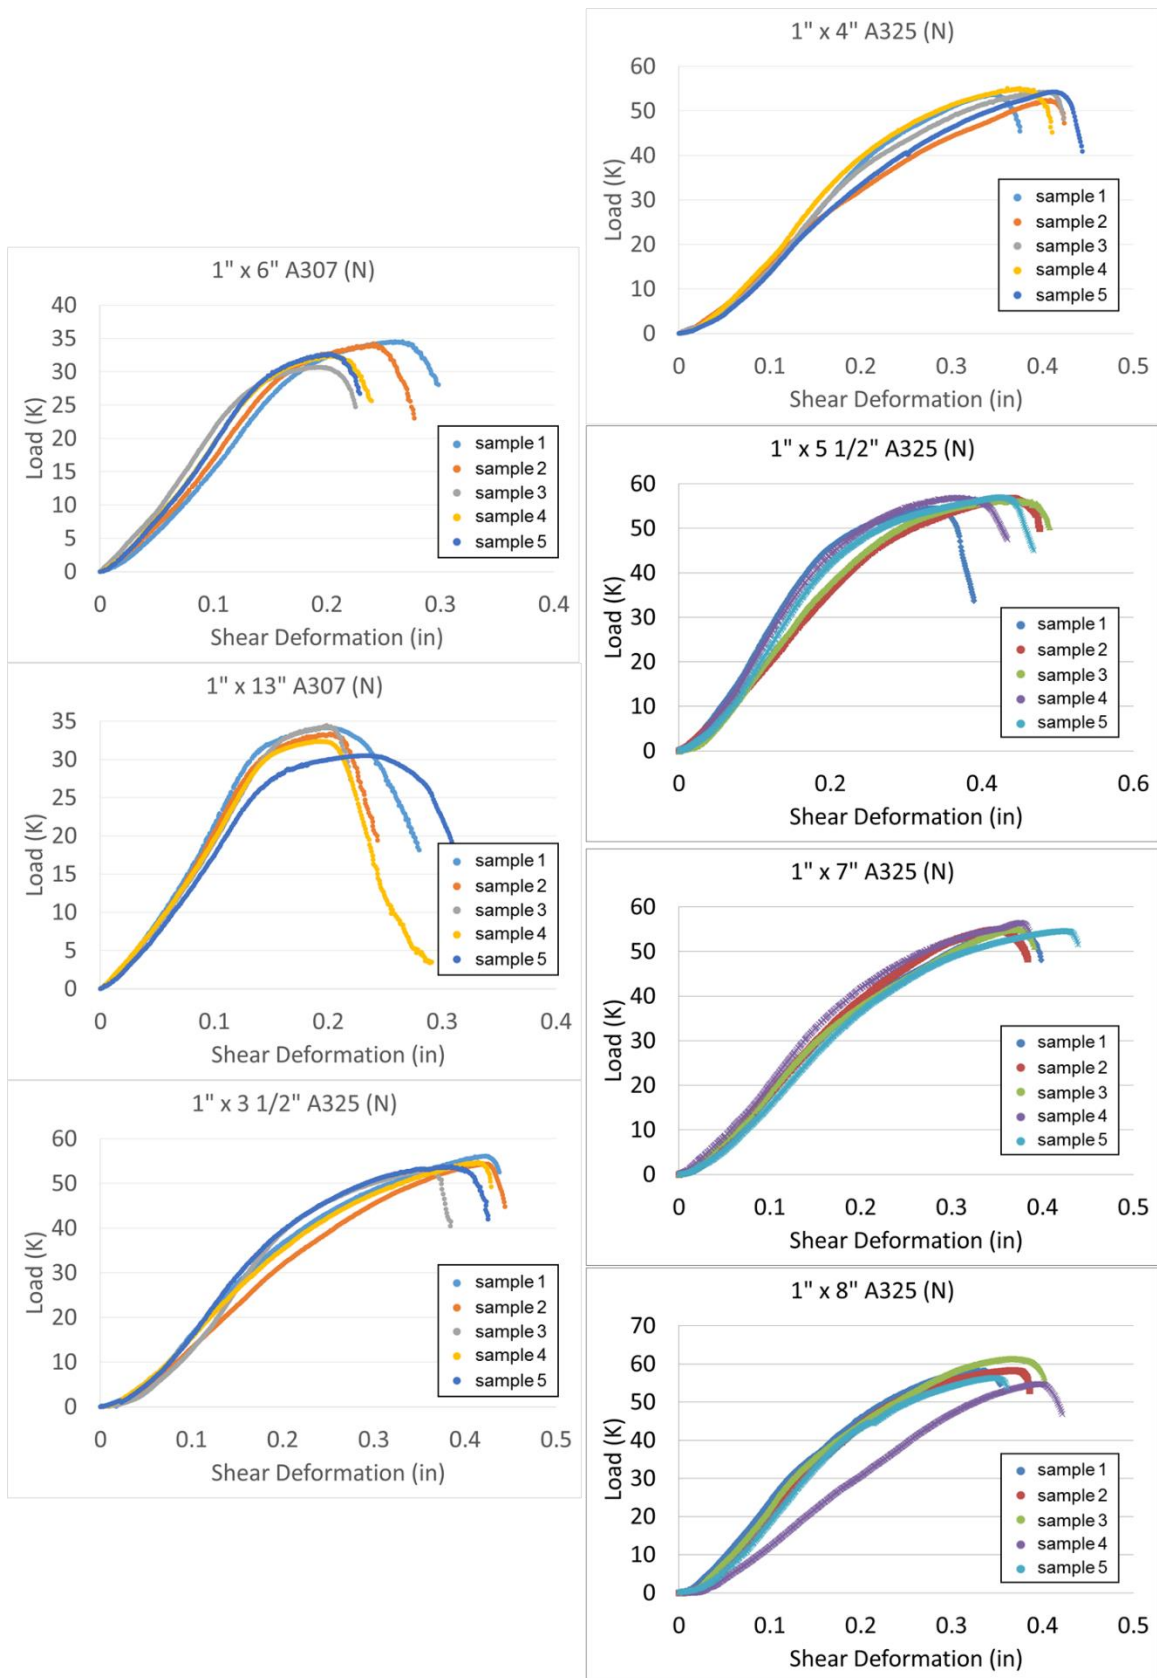 1" x 6" A307 (N)
Load (K)
40
35
30
25
20
15
10
5
0
sample 1
sample 2
sample 3
sample 4
sample 5
0 0.1 0.2 0.3 0.4
Shear Deformation (in)
1" x 13" A307 (N)
Load (K)
35
30
25
20
15
10
5
0
sample 1
sample 2
sample 3
sample 4
sample 5
0 0.1 0.2 0.3 0.4
Shear Deformation (in)
1" x 3 1/2" A325 (N)
Load (K)
60
50
40
30
20
10
0
sample 1
sample 2
sample 3
sample 4
sample 5
0 0.1 0.2 0.3 0.4 0.5
Shear Deformation (in)
1" x 4" A325 (N)
Load (K)
60
50
40
30
20
10
0
sample 1
sample 2
sample 3
sample 4
sample 5
0 0.1 0.2 0.3 0.4 0.5
Shear Deformation (in)
1" x 5 1/2" A325 (N)
Load (K)
60
50
40
30
20
10
0
sample 1
sample 2
sample 3
sample 4
sample 5
0 0.2 0.4 0.6
Shear Deformation (in)
1" x 7" A325 (N)
Load (K)
60
50
40
30
20
10
0
sample 1
sample 2
sample 3
sample 4
sample 5
0 0.1 0.2 0.3 0.4 0.5
Shear Deformation (in)
1" x 8" A325 (N)
Load (K)
70
60
50
40
30
20
10
0
sample 1
sample 2
sample 3
sample 4
sample 5
0 0.1 0.2 0.3 0.4 0.5
Shear Deformation (in)